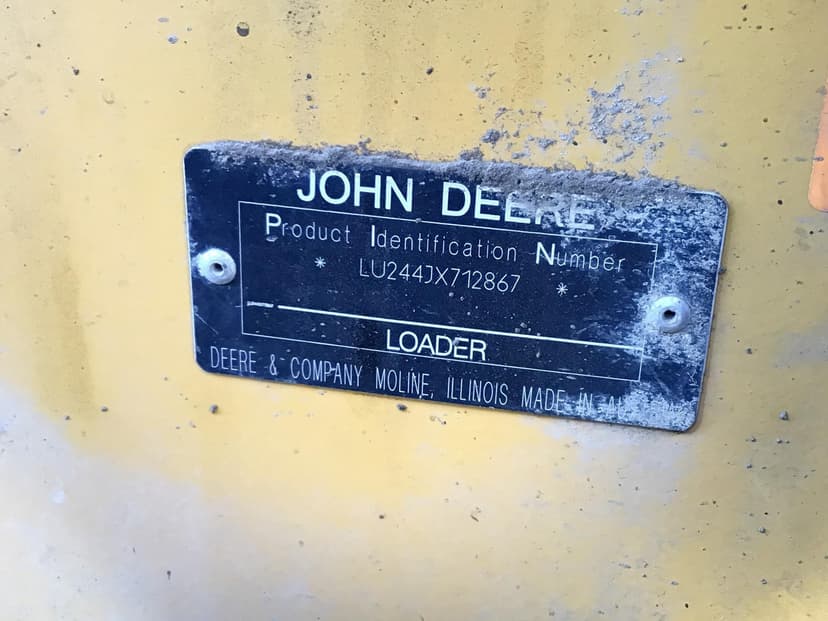 JOHN DEERE
Product Identification Number
* LU244JX712867 *
LOADER
DEERE & COMPANY MOLINE, ILLINOIS MADE IN